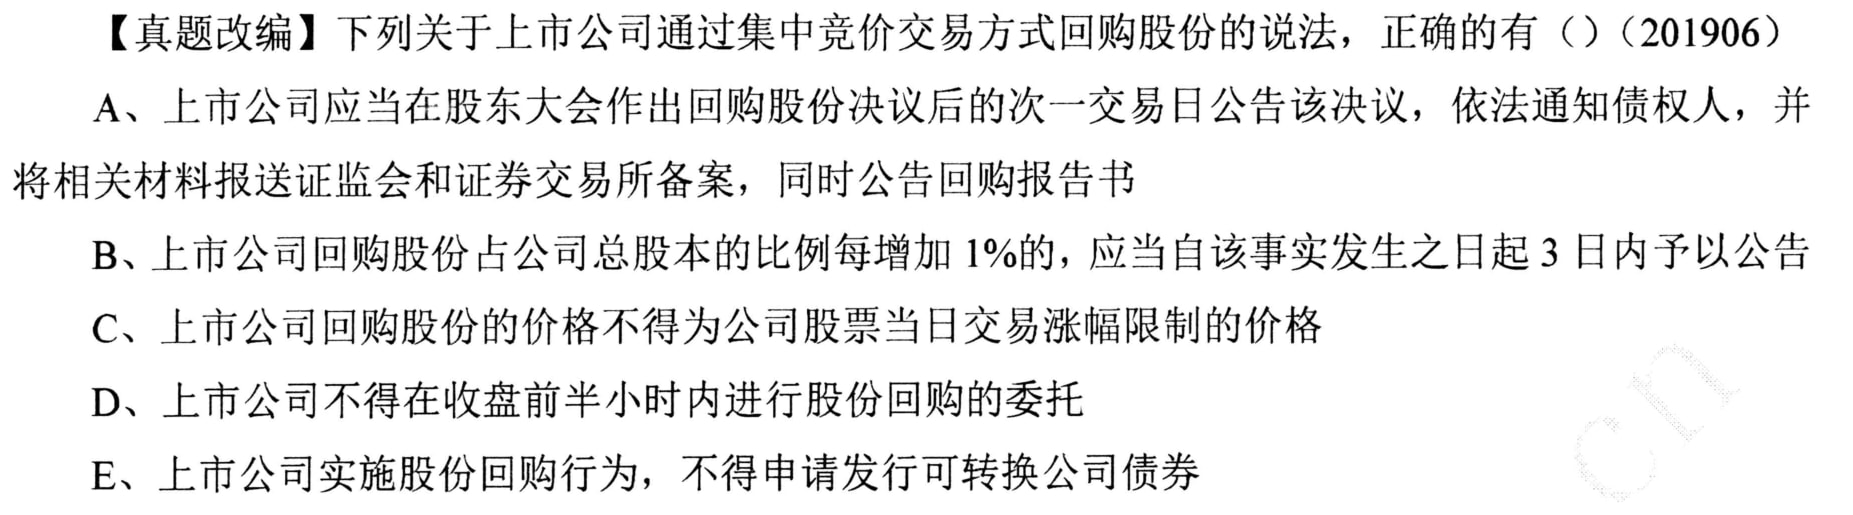 【真题改编】下列关于上市公司通过集中竞价交易方式回购股份的说法，正确的有（）（201906）
A、上市公司应当在股东大会作出回购股份决议后的次一交易日公告该决议，依法通知债权人，并
将相关材料报送证监会和证券交易所备案，同时公告回购报告书
B、上市公司回购股份占公司总股本的比例每增加 1%的，应当自该事实发生之日起 3 日内予以公告
C、上市公司回购股份的价格不得为公司股票当日交易涨幅限制的价格
D、上市公司不得在收盘前半小时内进行股份回购的委托
E、上市公司实施股份回购行为，不得申请发行可转换公司债券
cn